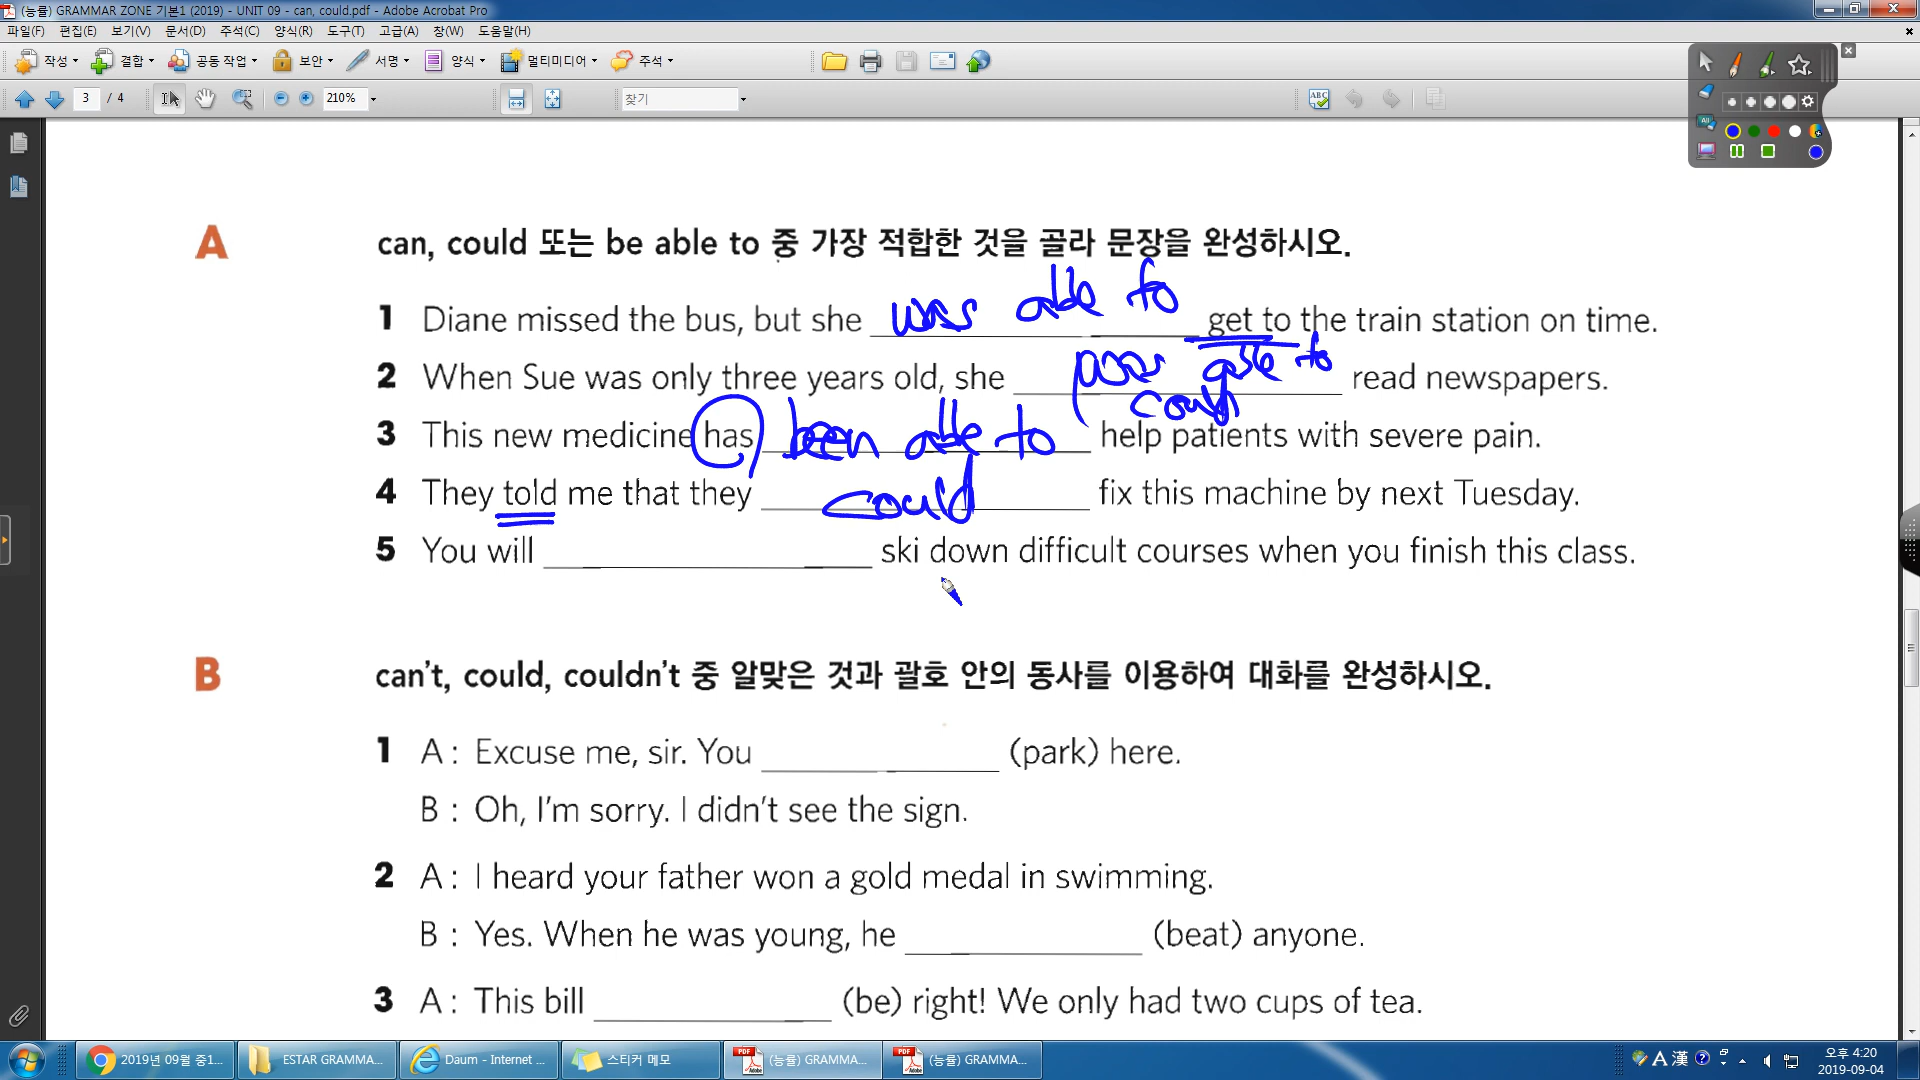 (능률) GRAMMAR ZONE 기본1 (2019) - UNIT 09 - can, could.pdf - Adobe Acrobat Pro
파일(F) 편집(E) 보기(V) 문서(D) 주석(C) 양식(R) 도구(T) 고급(A) 창(W) 도움말(H)
작성 결합 공동 작업 보안 서명 양식 멀티미디어 주석
3 / 4 210% 찾기
A can, could 또는 be able to 중 가장 적합한 것을 골라 문장을 완성하시오.
1 Diane missed the bus, but she was able to get to the train station on time.
2 When Sue was only three years old, she was able to could read newspapers.
3 This new medicine has been able to help patients with severe pain.
4 They told me that they could fix this machine by next Tuesday.
5 You will ski down difficult courses when you finish this class.
B can't, could, couldn't 중 알맞은 것과 괄호 안의 동사를 이용하여 대화를 완성하시오.
1 A : Excuse me, sir. You (park) here.
B : Oh, I'm sorry. I didn't see the sign.
2 A : I heard your father won a gold medal in swimming.
B : Yes. When he was young, he (beat) anyone.
3 A : This bill (be) right! We only had two cups of tea.
2019년 09월 중1... ESTAR GRAMMA... Daum - Internet ... 스티커 메모 (능률) GRAMMA... (능률) GRAMMA... A 漢 오후 4:20
2019-09-04